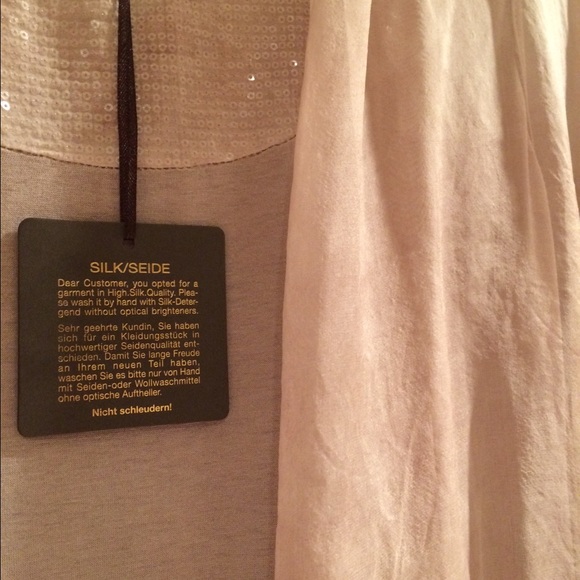 SILK/SEIDE
Dear Customer, you opted for a
garment in High.Silk.Quality. Plea-
se wash it by hand with Silk-Deter-
gend without optical brighteners.
Sehr geehrte Kundin, Sie haben
sich für ein Kleidungsstück in
hochwertiger Seidenqualität ent-
schieden. Damit Sie lange Freude
an Ihrem neuen Teil haben,
waschen Sie es bitte nur von Hand
mit Seiden-oder Wollwaschmittel
ohne optische Aufheller.
Nicht schleudern!